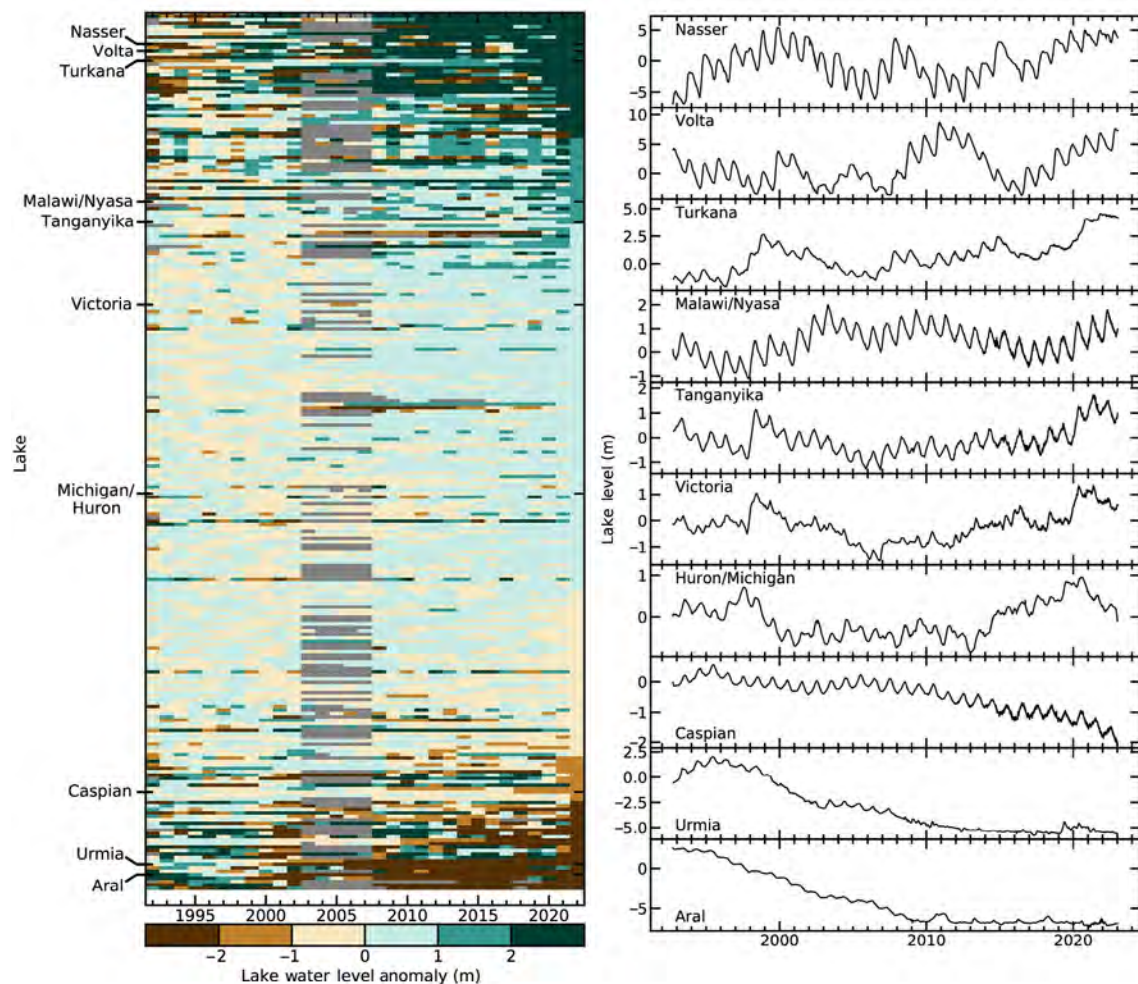 Nasser
Volta
Turkana
Malawi/Nyasa
Tanganyika
Victoria
Michigan/
Huron
Caspian
Urmia
Aral
Lake
1995 2000 2005 2010 2015 2020
−2 −1 0 1 2
Lake water level anomaly (m)
Lake level (m)
5
0
−5
Nasser
10
5
0
Volta
5.0
2.5
0.0
Turkana
2
1
0
−1
Malawi/Nyasa
2
1
0
−1
Tanganyika
1
0
−1
Victoria
1
0
Huron/Michigan
0
−1
−2
Caspian
2.5
0.0
−2.5
−5.0
Urmia
0
−5
Aral
2000 2010 2020